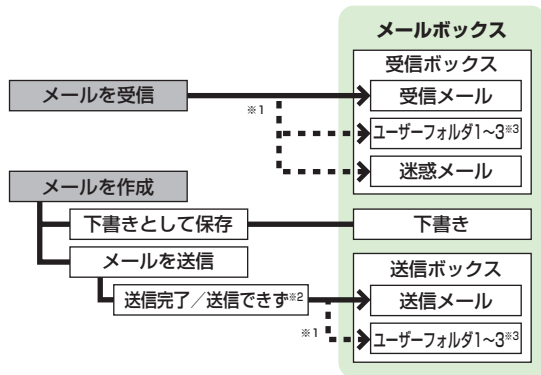 メールボックス
受信ボックス
メールを受信
※1
受信メール
ユーザーフォルダ1〜3※3
迷惑メール
メールを作成
下書きとして保存
下書き
メールを送信
送信ボックス
送信完了／送信できず※2
送信メール
※1
ユーザーフォルダ1〜3※3